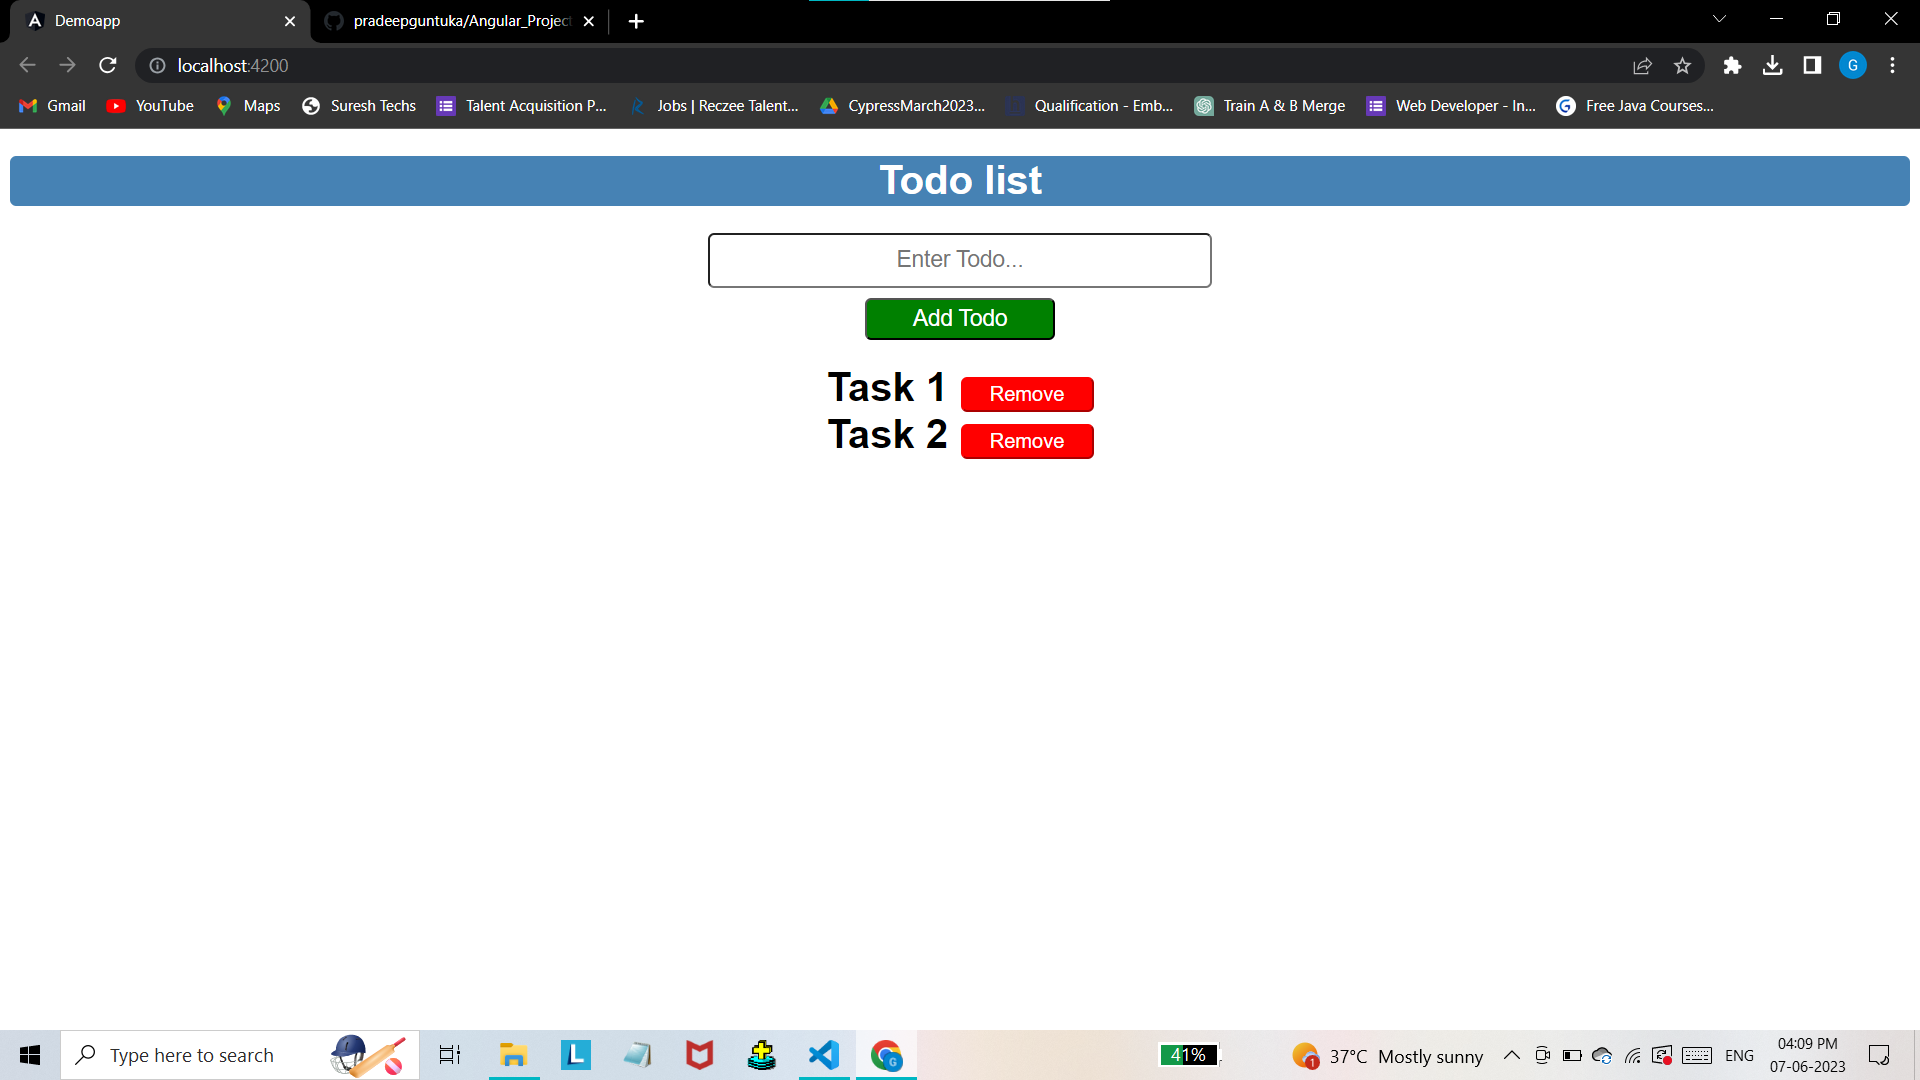 Demoapp
pradeepguntuka/Angular_Project
localhost:4200
G
Gmail YouTube Maps Suresh Techs Talent Acquisition P... Jobs | Reczee Talent... CypressMarch2023... Qualification - Emb... Train A & B Merge Web Developer - In... Free Java Courses...
Todo list
Enter Todo...
Add Todo
Task 1 Remove
Task 2 Remove
Type here to search
41%
37°C Mostly sunny
ENG
04:09 PM
07-06-2023